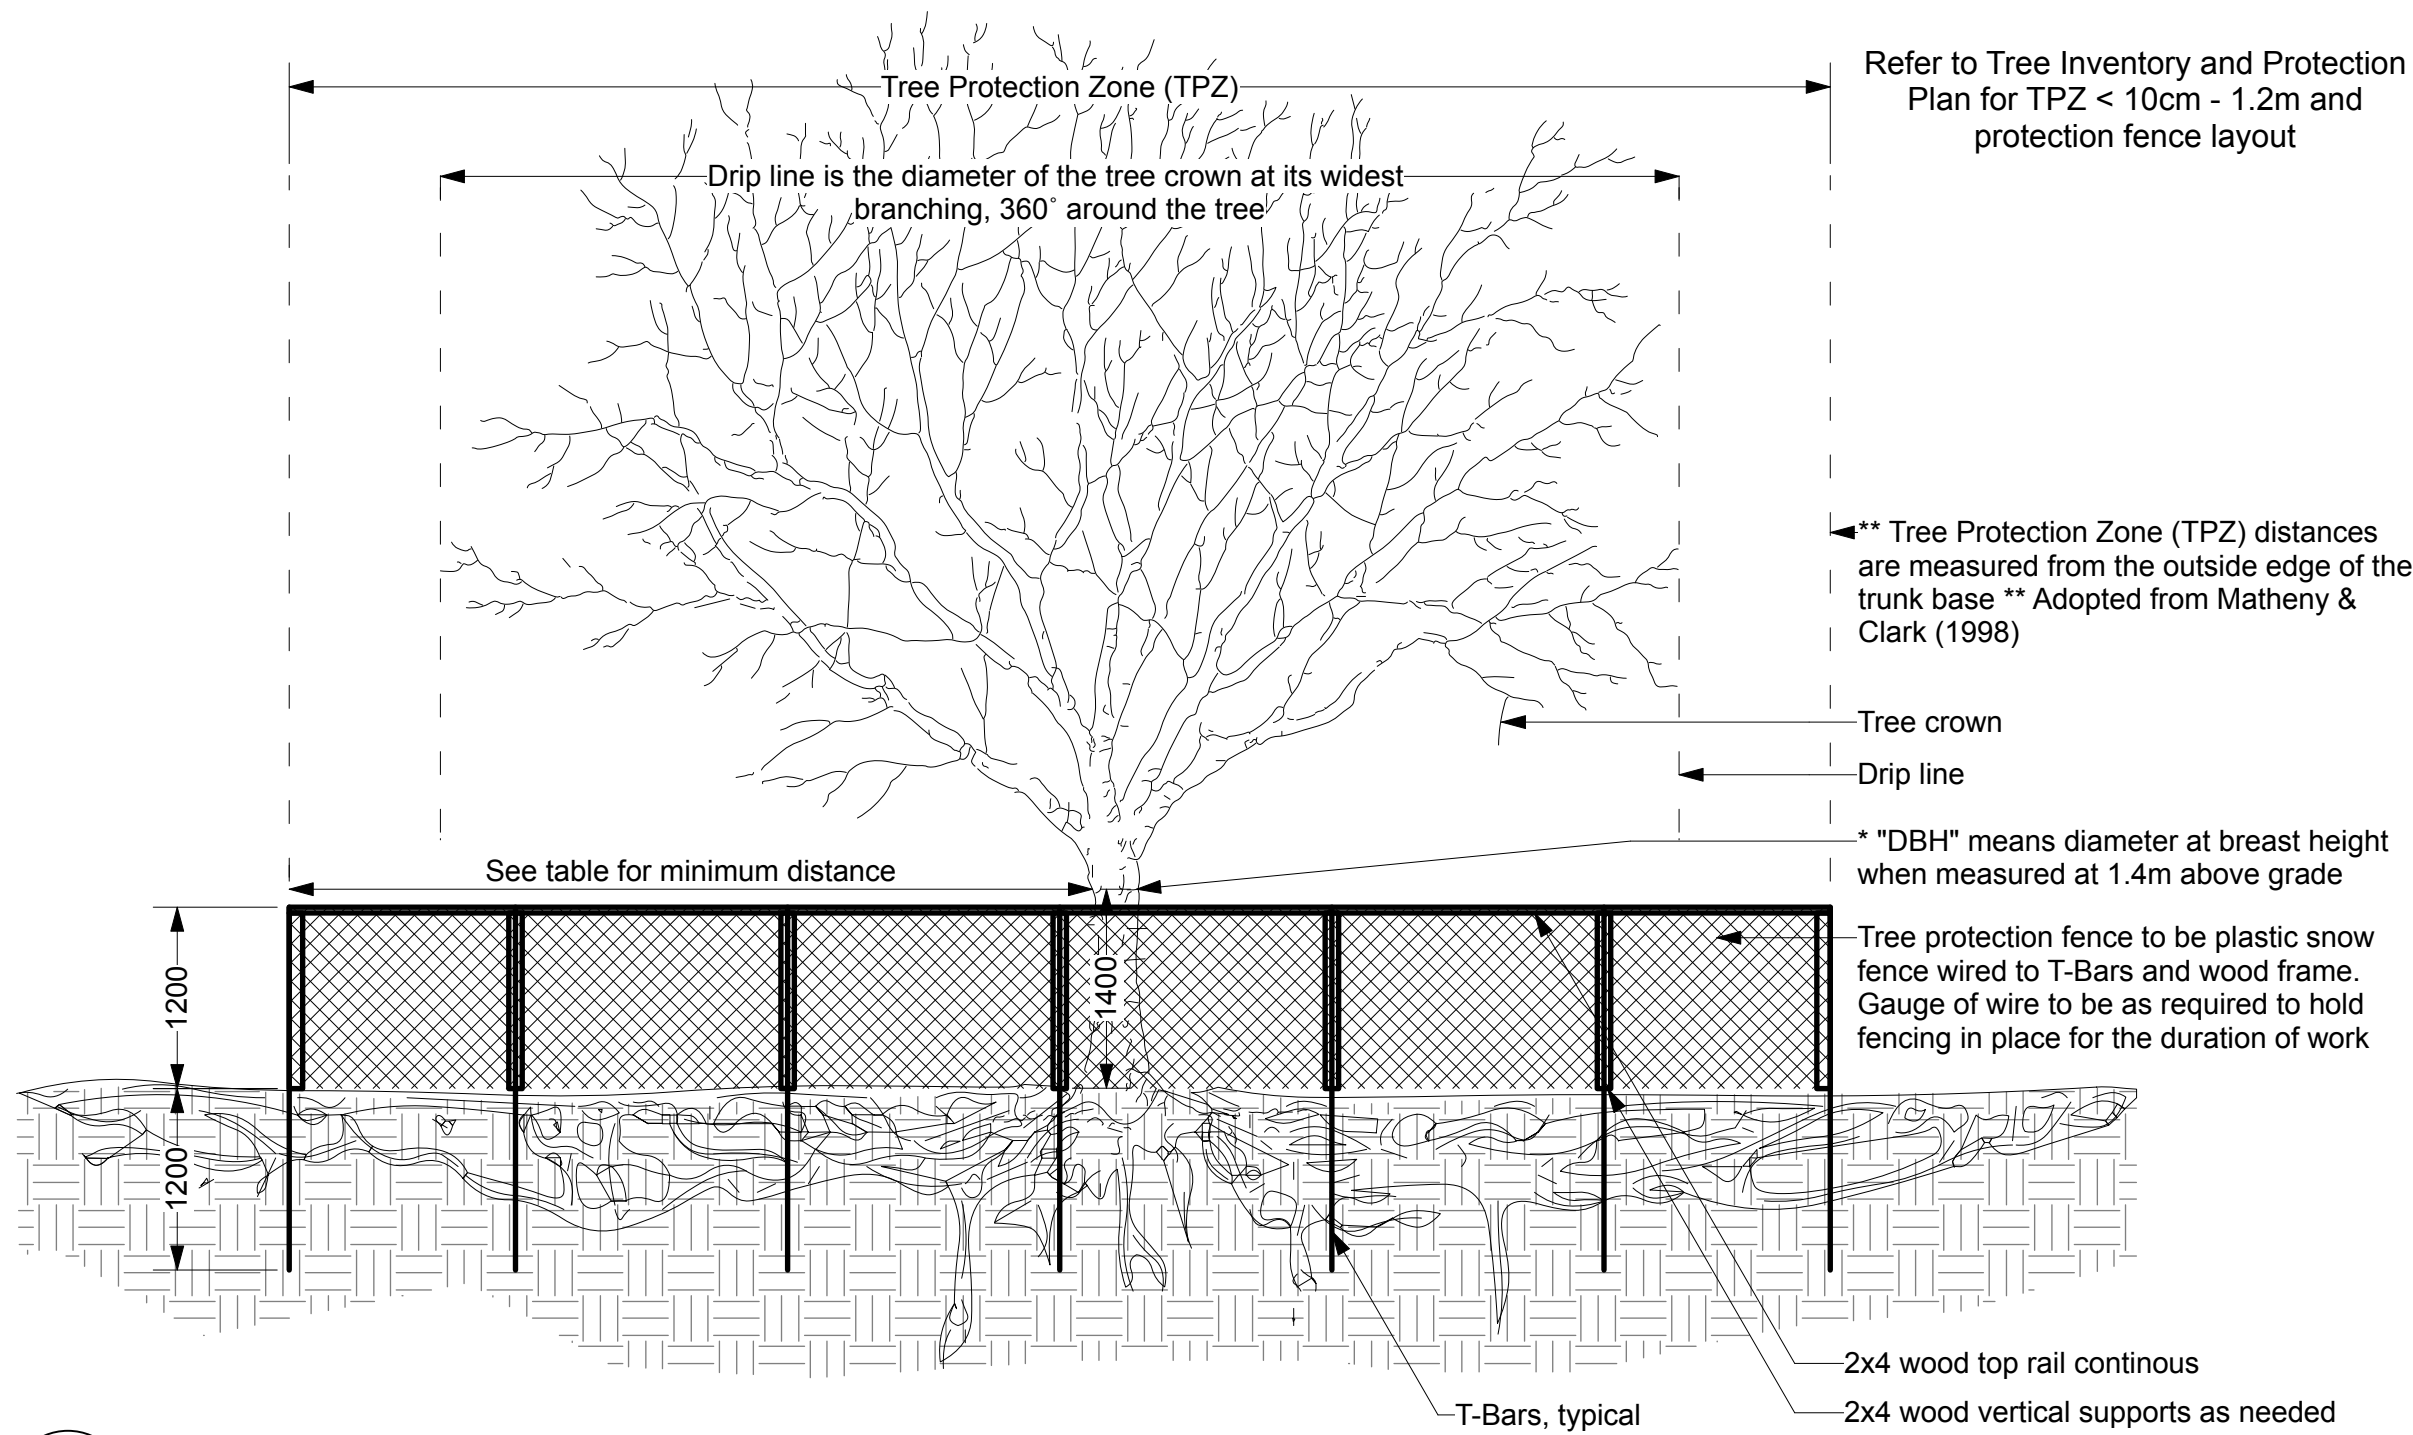 Tree Protection Zone (TPZ)
Refer to Tree Inventory and Protection
Plan for TPZ < 10cm - 1.2m and
protection fence layout
Drip line is the diameter of the tree crown at its widest
branching, 360° around the tree
** Tree Protection Zone (TPZ) distances
are measured from the outside edge of the
trunk base ** Adopted from Matheny &
Clark (1998)
Tree crown
Drip line
* "DBH" means diameter at breast height
when measured at 1.4m above grade
See table for minimum distance
Tree protection fence to be plastic snow
fence wired to T-Bars and wood frame.
Gauge of wire to be as required to hold
fencing in place for the duration of work
1200
1400
1200
2x4 wood top rail continous
T-Bars, typical
2x4 wood vertical supports as needed